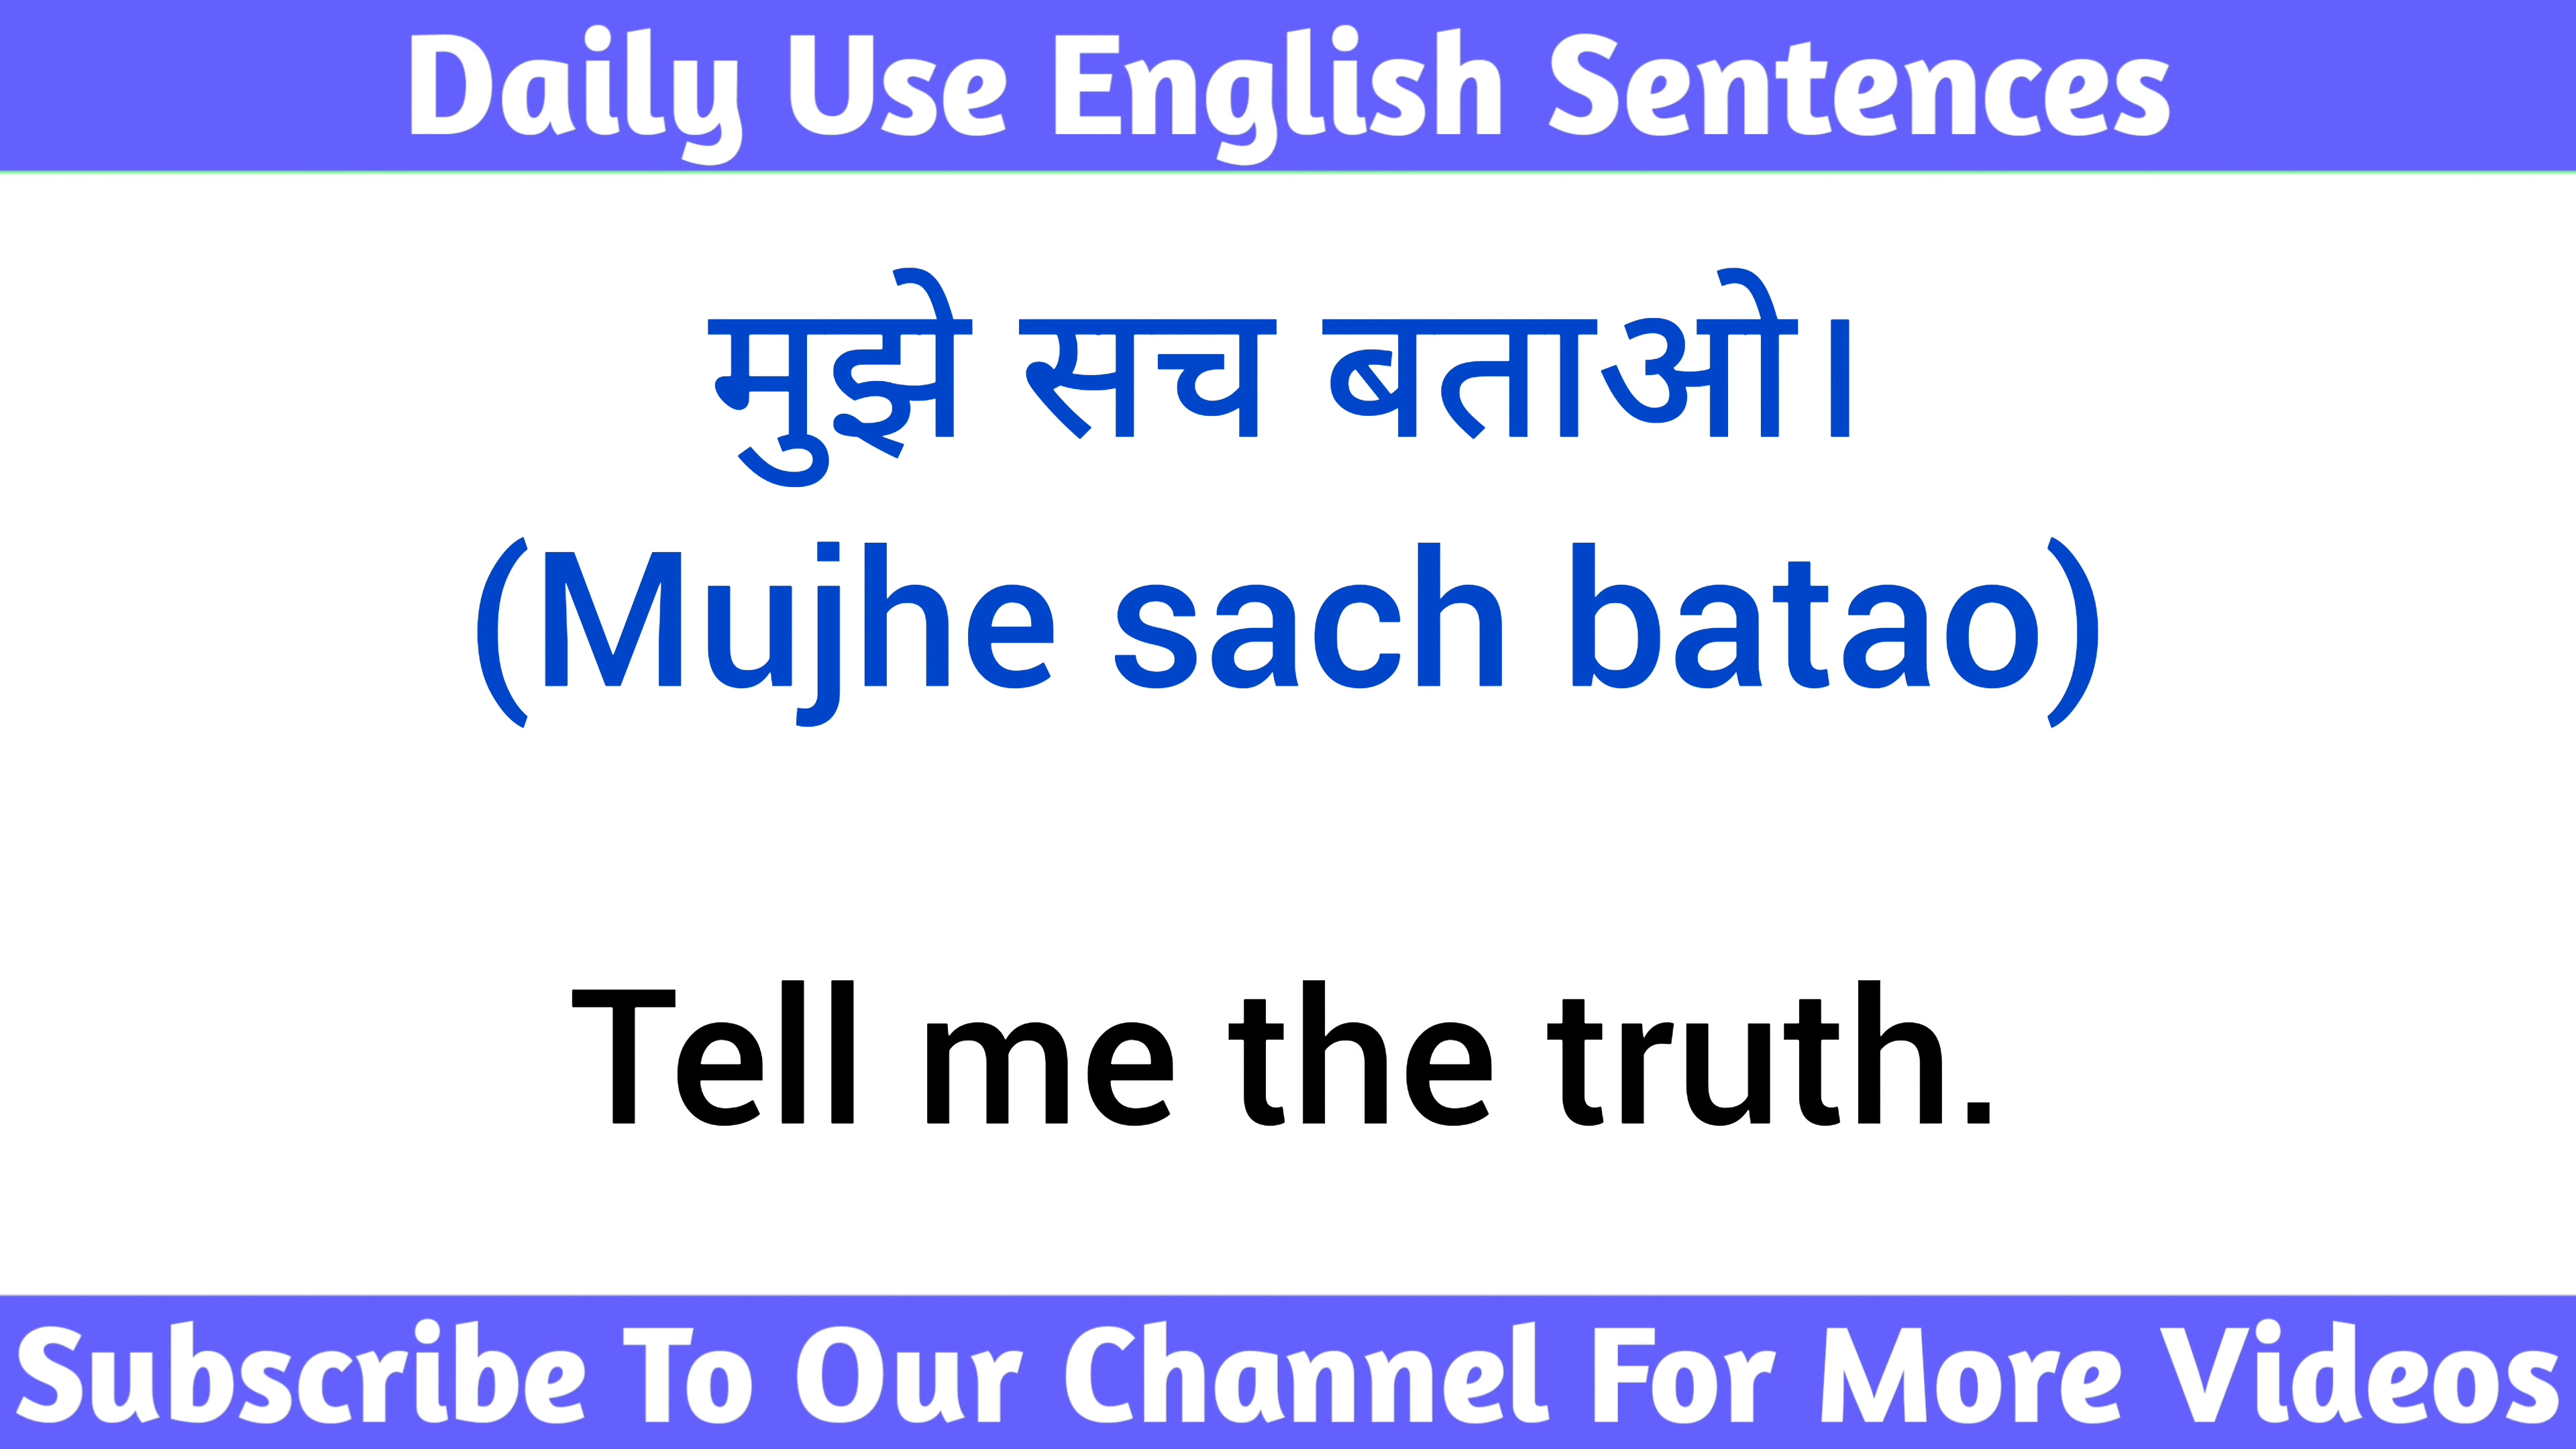 Daily Use English Sentences
मुझे सच बताओ।
(Mujhe sach batao)
Tell me the truth.
Subscribe To Our Channel For More Videos